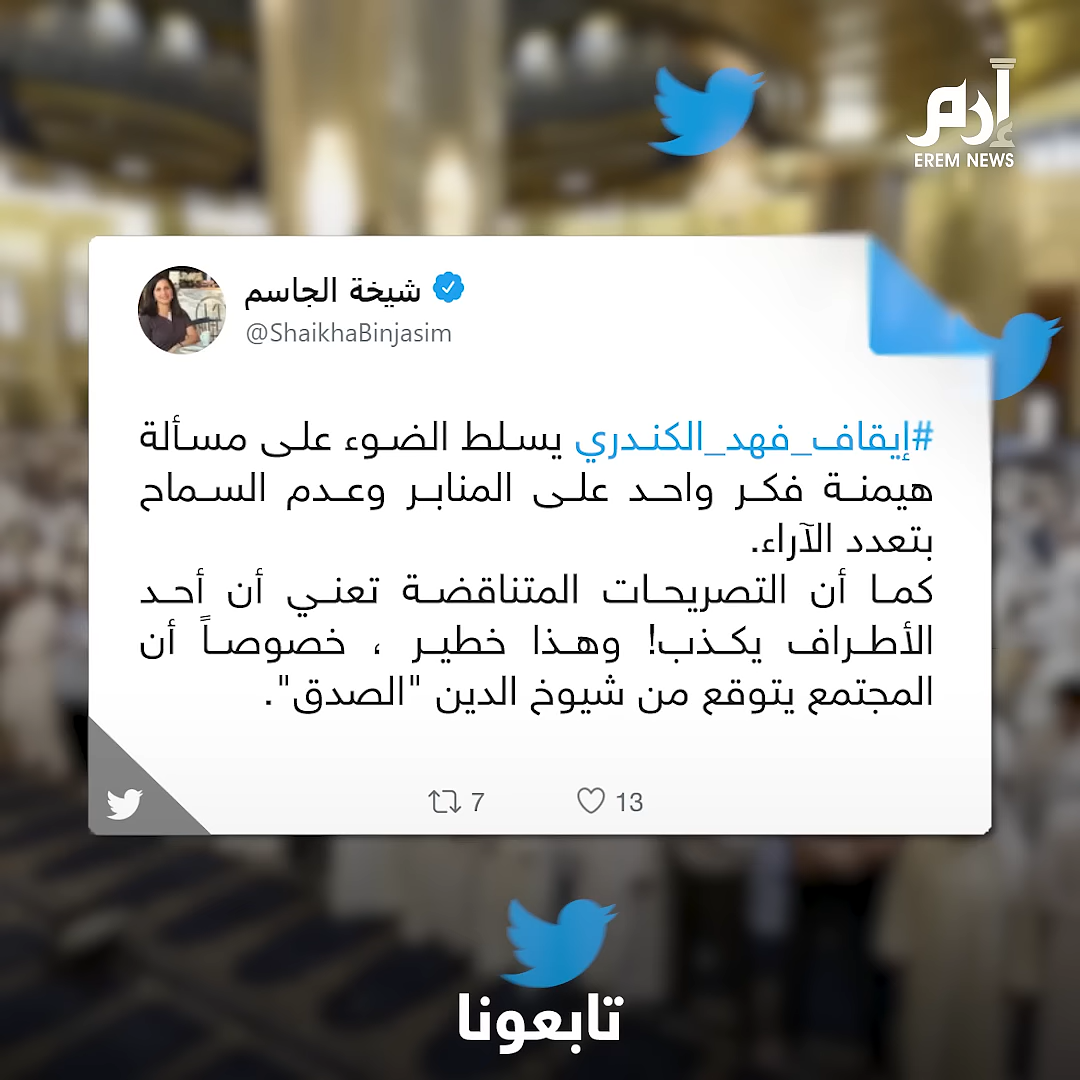 إرم
EREM NEWS
شيخة الجاسم
@ShaikhaBinjasim
#إيقاف_فهد_الكندري يسلط الضوء على مسألة
هيمنة فكر واحد على المنابر وعدم السماح
بتعدد الآراء.
كما أن التصريحات المتناقضة تعني أن أحد
الأطراف يكذب! وهذا خطير ، خصوصاً أن
المجتمع يتوقع من شيوخ الدين "الصدق".
7
13
تابعونا